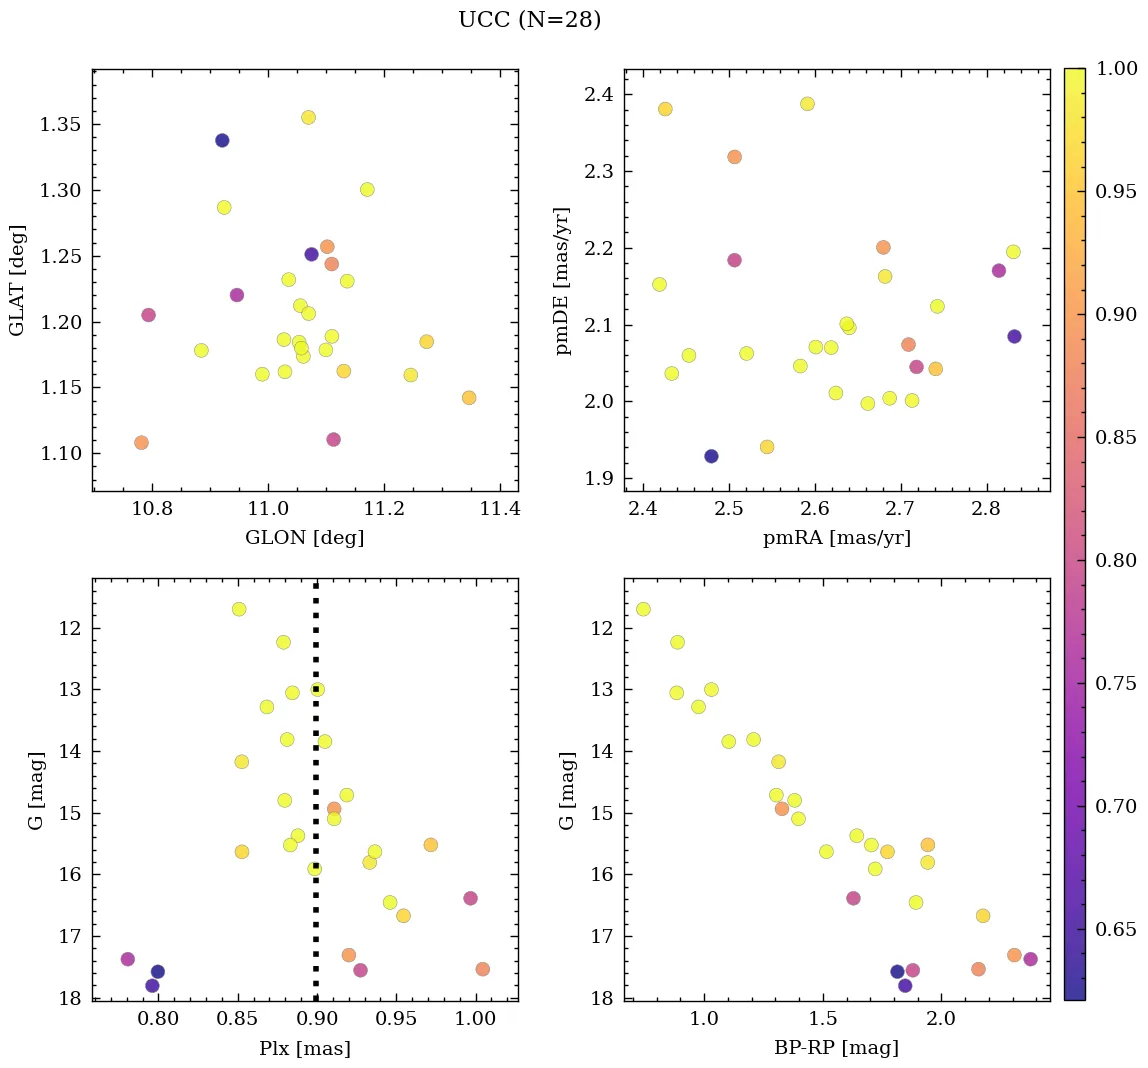 UCC (N=28)
1.35
1.30
1.25
1.20
1.15
1.10
GLAT [deg]
10.8 11.0 11.2 11.4
GLON [deg]
2.4
2.3
2.2
2.1
2.0
1.9
pmDE [mas/yr]
2.4 2.5 2.6 2.7 2.8
pmRA [mas/yr]
12
13
14
15
16
17
18
G [mag]
0.80 0.85 0.90 0.95 1.00
Plx [mas]
12
13
14
15
16
17
18
G [mag]
1.0 1.5 2.0
BP-RP [mag]
1.00
0.95
0.90
0.85
0.80
0.75
0.70
0.65